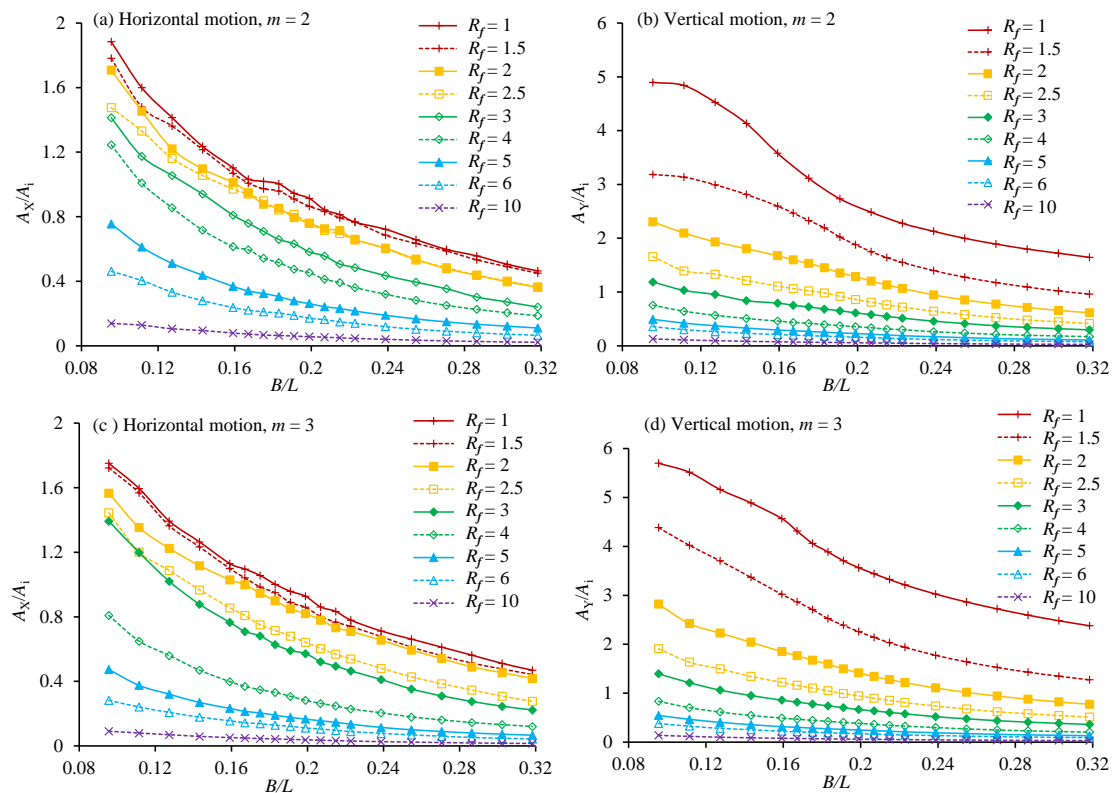 (a) Horizontal motion, m = 2
R_f = 1
R_f = 1.5
R_f = 2
R_f = 2.5
R_f = 3
R_f = 4
R_f = 5
R_f = 6
R_f = 10
2
1.6
1.2
0.8
0.4
0
A_X/A_i
0.08 0.12 0.16 0.2 0.24 0.28 0.32
B/L
(b) Vertical motion, m = 2
R_f = 1
R_f = 1.5
R_f = 2
R_f = 2.5
R_f = 3
R_f = 4
R_f = 5
R_f = 6
R_f = 10
6
5
4
3
2
1
0
A_Y/A_i
0.08 0.12 0.16 0.2 0.24 0.28 0.32
B/L
(c ) Horizontal motion, m = 3
R_f = 1
R_f = 1.5
R_f = 2
R_f = 2.5
R_f = 3
R_f = 4
R_f = 5
R_f = 6
R_f = 10
2
1.6
1.2
0.8
0.4
0
A_X/A_i
0.08 0.12 0.16 0.2 0.24 0.28 0.32
B/L
(d) Vertical motion, m = 3
R_f = 1
R_f = 1.5
R_f = 2
R_f = 2.5
R_f = 3
R_f = 4
R_f = 5
R_f = 6
R_f = 10
6
5
4
3
2
1
0
A_Y/A_i
0.08 0.12 0.16 0.2 0.24 0.28 0.32
B/L